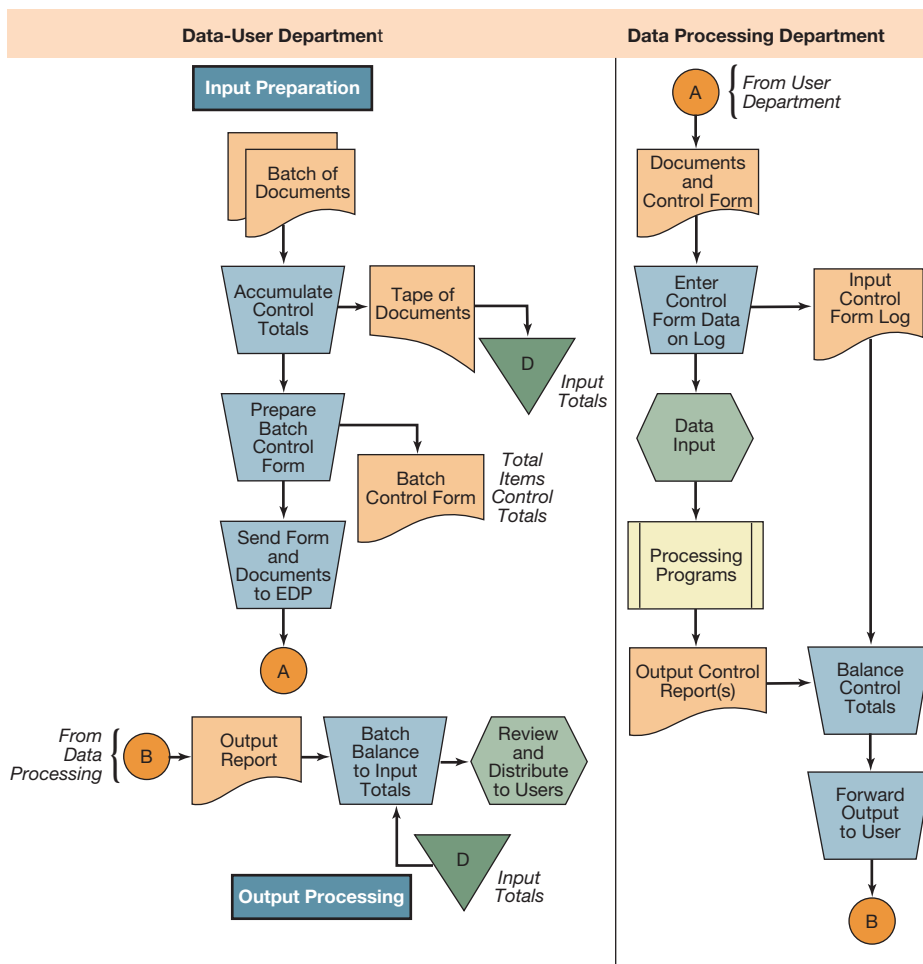 Data-User Department
Data Processing Department
Input Preparation
Batch of
Documents
Accumulate
Control
Totals
Tape of
Documents
D
Input
Totals
Prepare
Batch
Control
Form
Batch
Control Form
Total
Items
Control
Totals
Send Form
and
Documents
to EDP
A
From
Data
Processing
B
Output
Report
Batch
Balance
to Input
Totals
Review
and
Distribute
to Users
D
Input
Totals
Output Processing
A
From User
Department
Documents
and
Control Form
Enter
Control
Form Data
on Log
Input
Control
Form Log
Data
Input
Processing
Programs
Output Control
Report(s)
Balance
Control
Totals
Forward
Output
to User
B